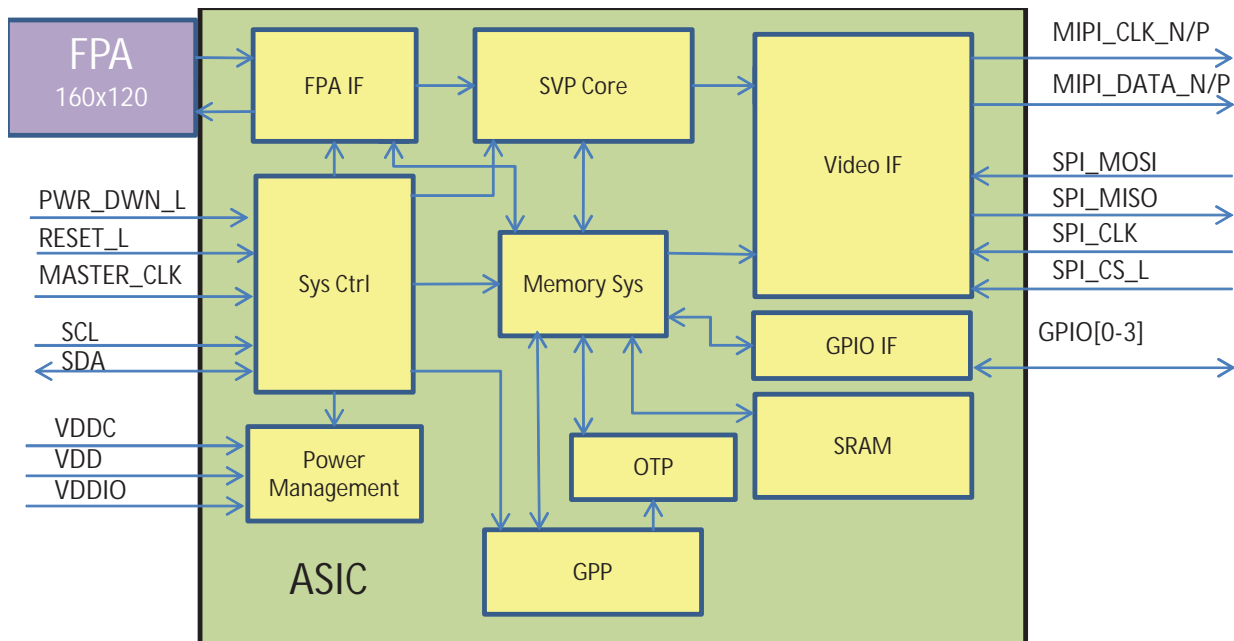 FPA
160x120
FPA IF
SVP Core
Video IF
MIPI_CLK_N/P
MIPI_DATA_N/P
SPI_MOSI
SPI_MISO
SPI_CLK
SPI_CS_L
PWR_DWN_L
RESET_L
MASTER_CLK
SCL
SDA
Sys Ctrl
Memory Sys
GPIO IF
GPIO[0-3]
VDDC
VDD
VDDIO
Power
Management
OTP
SRAM
GPP
ASIC